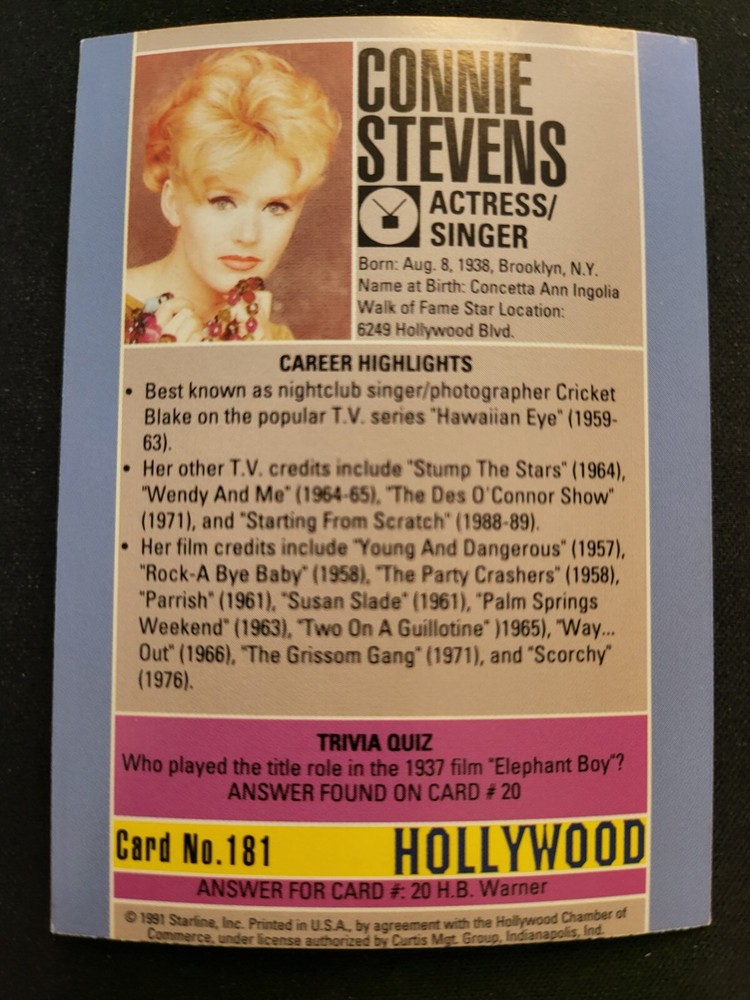 CONNIE
STEVENS
ACTRESS/
SINGER
Born: Aug. 8, 1938, Brooklyn, N.Y.
Name at Birth: Concetta Ann Ingolia
Walk of Fame Star Location:
6249 Hollywood Blvd.
CAREER HIGHLIGHTS
• Best known as nightclub singer/photographer Cricket
Blake on the popular T.V. series "Hawaiian Eye" (1959-
63).
• Her other T.V. credits include "Stump The Stars" (1964),
"Wendy And Me" (1964-65), "The Des O'Connor Show"
(1971), and "Starting From Scratch" (1988-89).
• Her film credits include "Young And Dangerous" (1957),
"Rock-A Bye Baby" (1958), "The Party Crashers" (1958),
"Parrish" (1961), "Susan Slade" (1961), "Palm Springs
Weekend" (1963), "Two On A Guillotine" )1965), "Way...
Out" (1966), "The Grissom Gang" (1971), and "Scorchy"
(1976).
TRIVIA QUIZ
Who played the title role in the 1937 film "Elephant Boy"?
ANSWER FOUND ON CARD # 20
Card No.181 HOLLYWOOD
ANSWER FOR CARD #: 20 H.B. Warner
© 1991 Starline, Inc. Printed in U.S.A., by agreement with the Hollywood Chamber of
Commerce, under license authorized by Curtis Mgt. Group, Indianapolis, Ind.